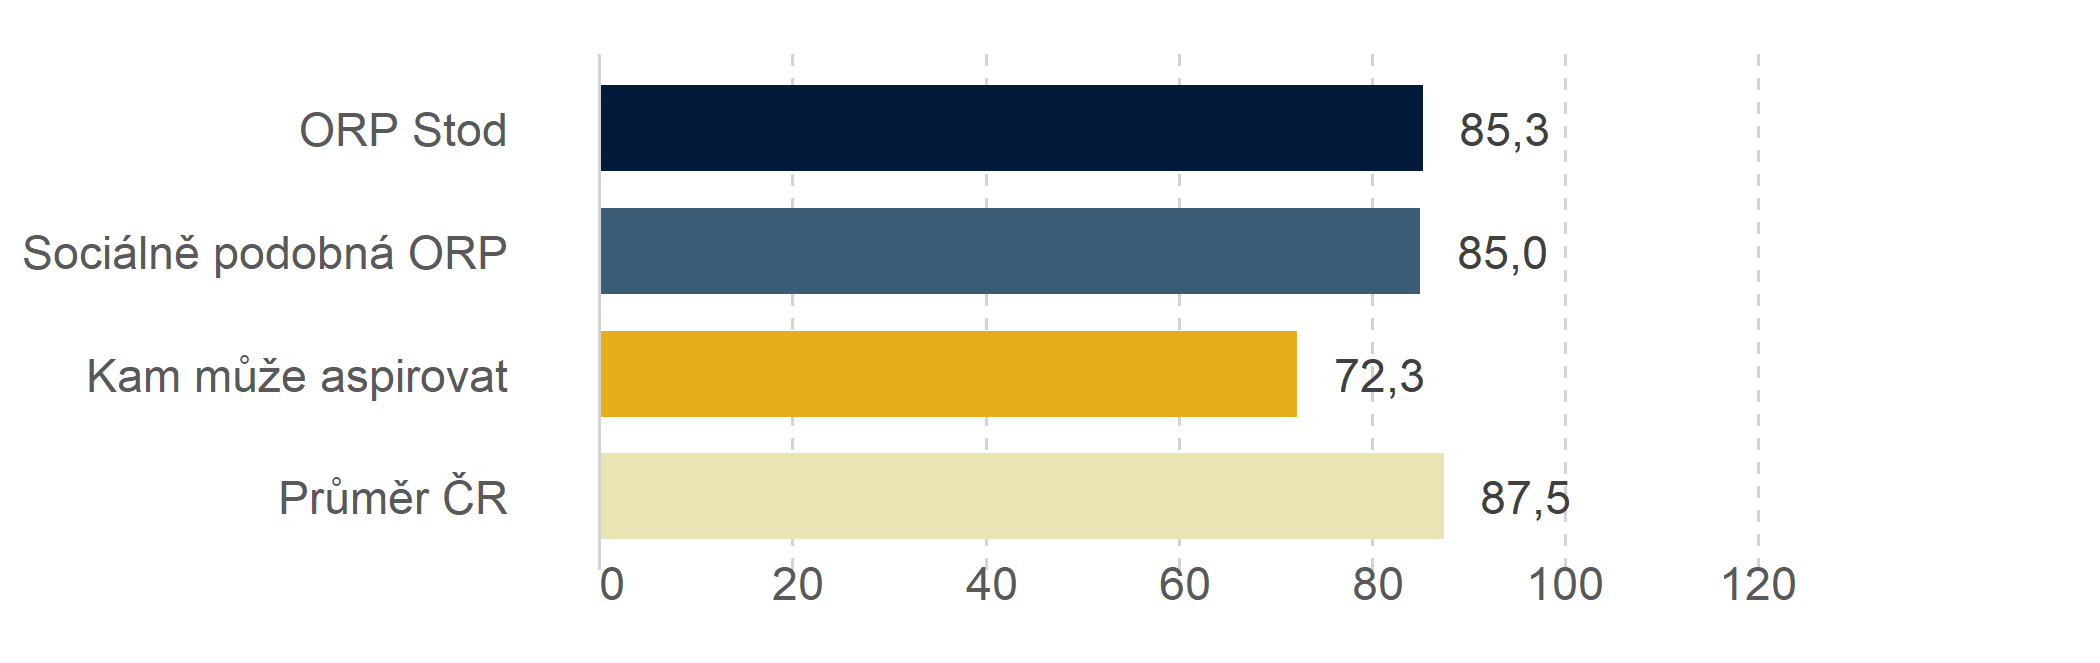 ORP Stod
85,3
Sociálně podobná ORP
85,0
Kam může aspirovat
72,3
Průměr ČR
87,5
0 20 40 60 80 100 120